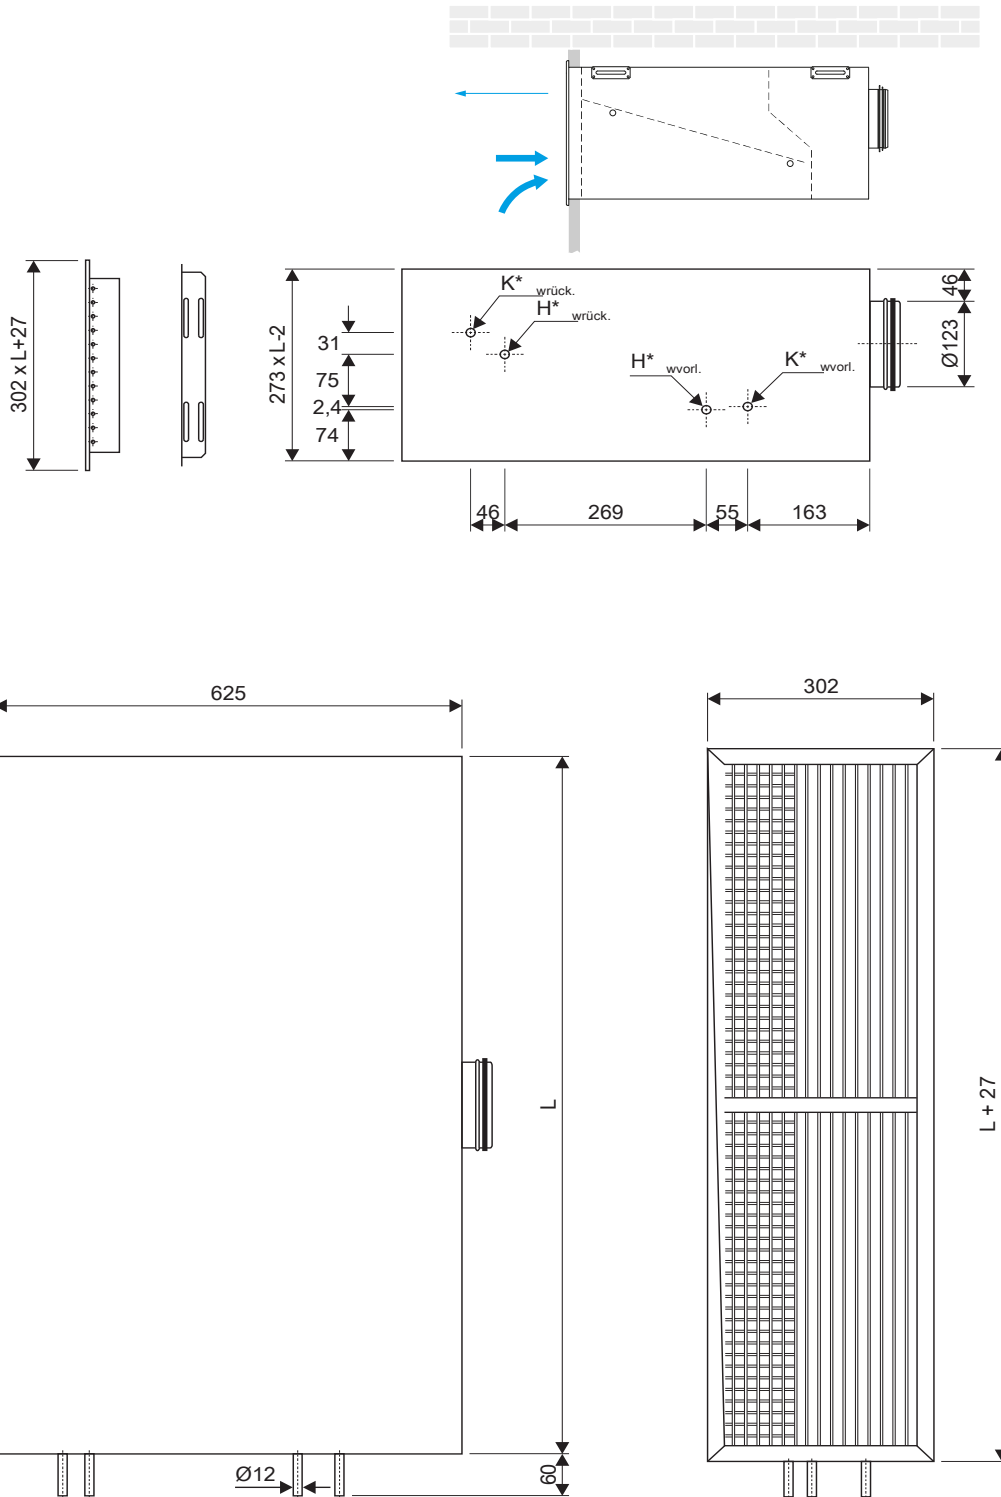 K* wrück.
H* wrück.
H* wvorl.
K* wvorl.
302 x L+27
273 x L-2
31
75
2,4
74
46
Ø123
46
269
55
163
625
302
L
L + 27
Ø12
60